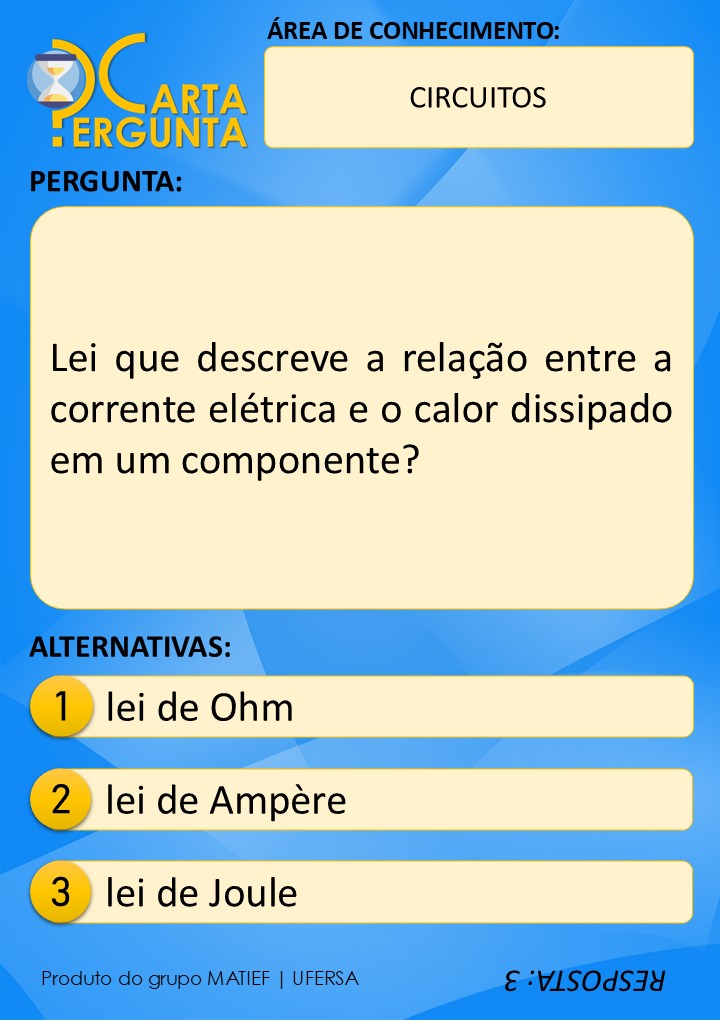 ÁREA DE CONHECIMENTO:
CARTA
PERGUNTA
CIRCUITOS
PERGUNTA:
Lei que descreve a relação entre a
corrente elétrica e o calor dissipado
em um componente?
ALTERNATIVAS:
1 lei de Ohm
2 lei de Ampère
3 lei de Joule
Produto do grupo MATIEF | UFERSA
RESPOSTA: 3